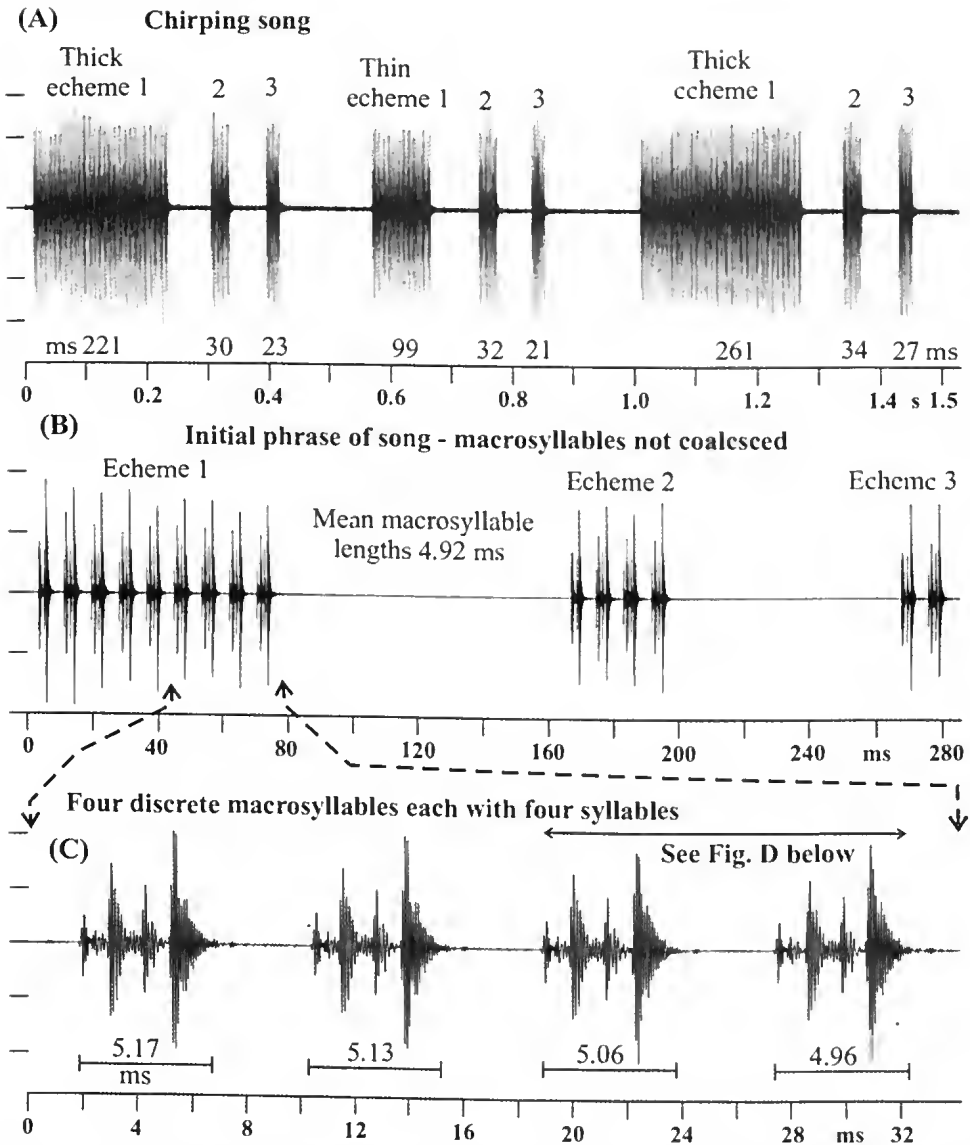 (A) Chirping song
Thick echeme 1 2 3 Thin echeme 1 2 3 Thick ccheme 1 2 3
ms 221 30 23 99 32 21 261 34 27 ms
0 0.2 0.4 0.6 0.8 1.0 1.2 1.4 s 1.5
(B) Initial phrase of song - macrosyllables not coalesced
Echeme 1 Echeme 2 Echeme 3
Mean macrosyllable
lengths 4.92 ms
0 40 80 120 160 200 240 ms 280
Four discrete macrosyllables each with four syllables
(C) See Fig. D below
5.17 5.13 5.06 4.96
ms
0 4 8 12 16 20 24 28 ms 32